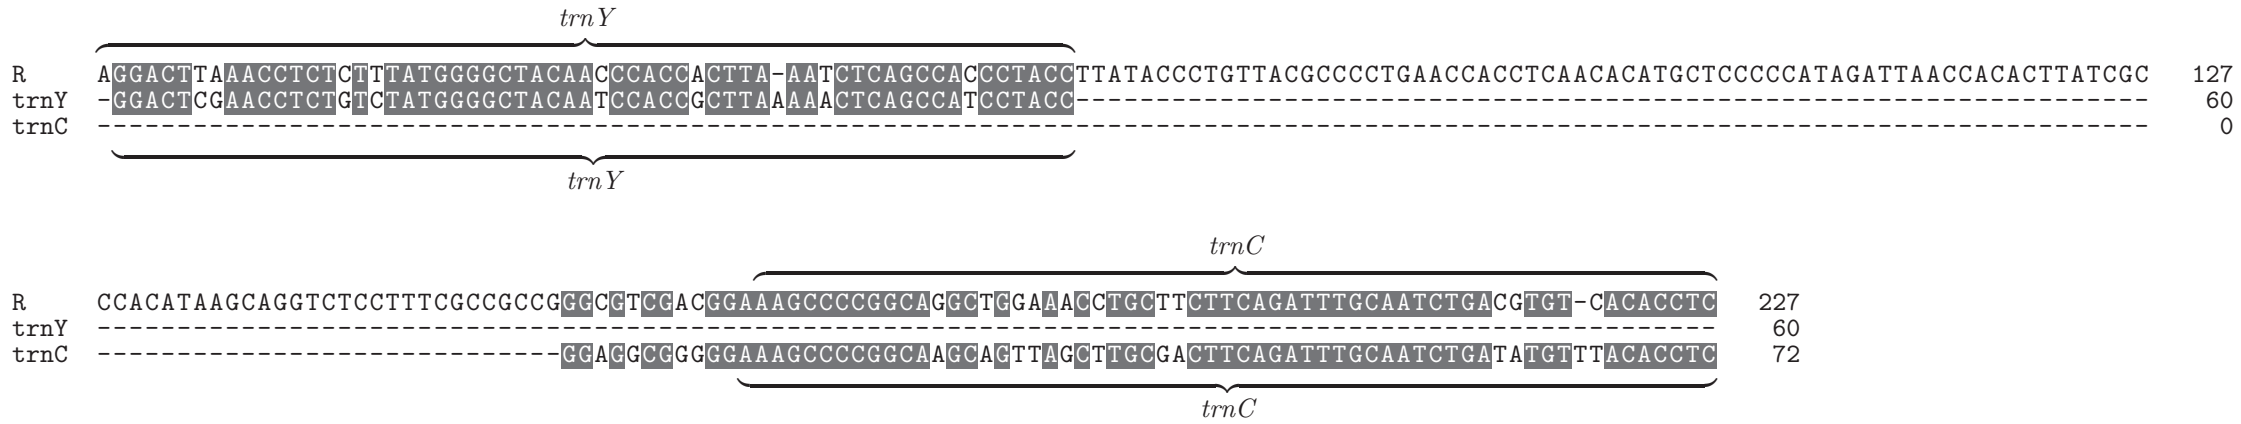 trnY
R AGGACTTAAACCTCTCTTTATGGGGCTACAACCCACCACTTA-AATCTCAGCCACCCTACCTTATACCCTGTTACGCCCCTGAACCACCTCAACACATGCTCCCCCATAGATTAACCACACTTATCGC 127
trnY -GGACTCGAACCTCTGTCTATGGGGCTACAATCCACCGCTTAAAAACTCAGCCATCCTACC------------------------------------------------------------------- 60
trnC -------------------------------------------------------------------------------------------------------------------------------- 0
trnY
trnC
R CCACATAAGCAGGTCTCCTTTCGCCGCCGGGCGTCGACGGAAAGCCCCGGCAGGCTGGAAACCTGCTTCTTCAGATTTGCAATCTGACGTGT-CACACCTC 227
trnY ----------------------------------------------------------------------------------------------------- 60
trnC -----------------------------GGAGGCGGGGGAAAGCCCCGGCAAGCAGTTAGCTTGCGACTTCAGATTTGCAATCTGATATGTTTACACCTC 72
trnC